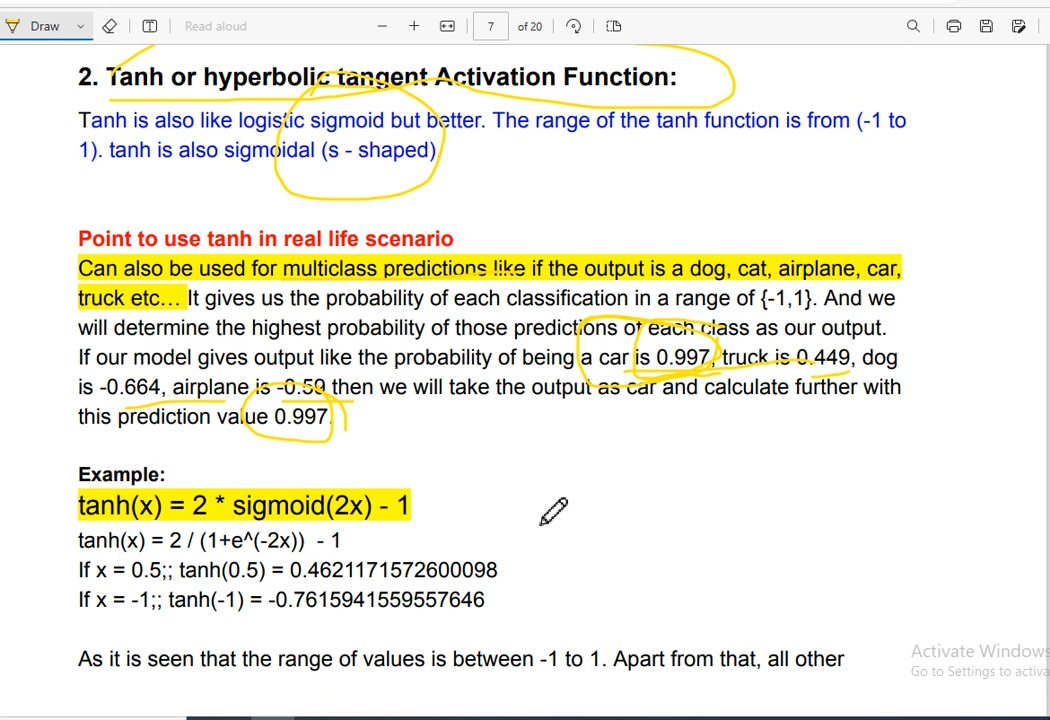 Draw
Read aloud
7 of 20
2. Tanh or hyperbolic tangent Activation Function:
Tanh is also like logistic sigmoid but better. The range of the tanh function is from (-1 to
1). tanh is also sigmoidal (s - shaped)
Point to use tanh in real life scenario
Can also be used for multiclass predictions like if the output is a dog, cat, airplane, car,
truck etc… It gives us the probability of each classification in a range of {-1,1}. And we
will determine the highest probability of those predictions of each class as our output.
If our model gives output like the probability of being a car is 0.997, truck is 0.449, dog
is -0.664, airplane is -0.59 then we will take the output as car and calculate further with
this prediction value 0.997.
Example:
tanh(x) = 2 * sigmoid(2x) - 1
tanh(x) = 2 / (1+e^(-2x)) - 1
If x = 0.5;; tanh(0.5) = 0.4621171572600098
If x = -1;; tanh(-1) = -0.7615941559557646
As it is seen that the range of values is between -1 to 1. Apart from that, all other
Activate Windows
Go to Settings to activa